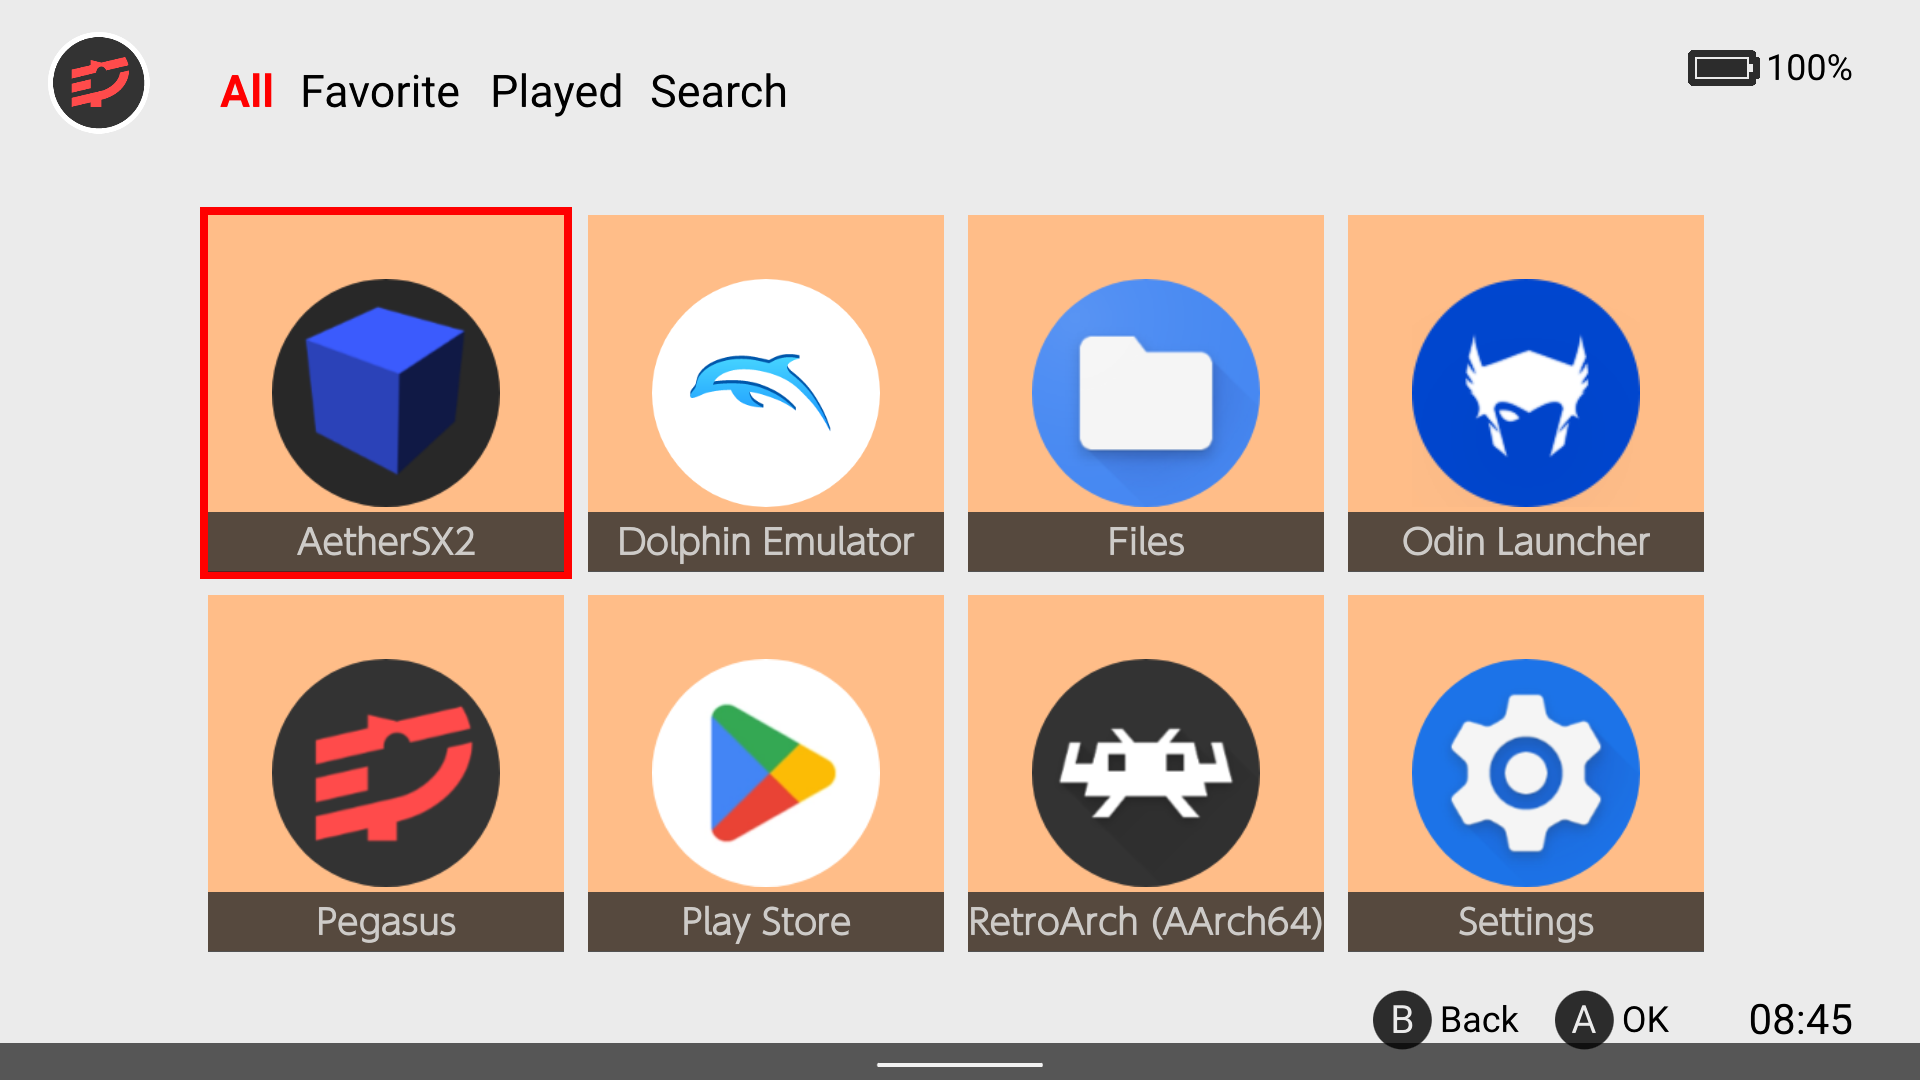 All Favorite Played Search
100%
AetherSX2
Dolphin Emulator
Files
Odin Launcher
Pegasus
Play Store
RetroArch (AArch64)
Settings
B Back A OK 08:45